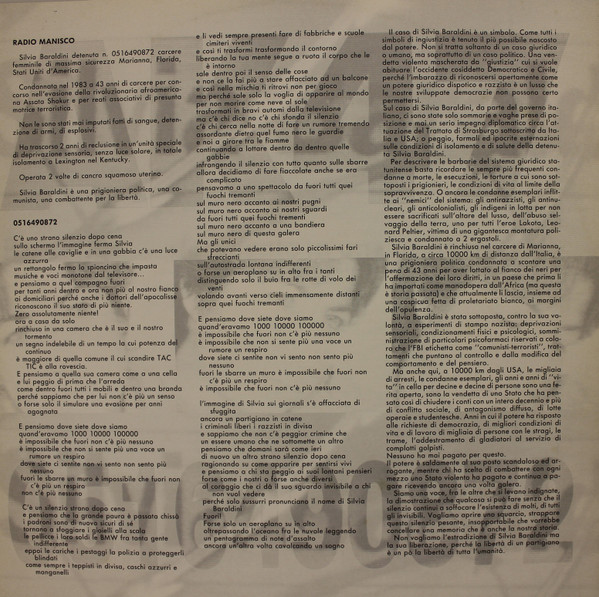 RADIO MANISCO
Silvia Baraldini detenuta n. 0516490872 carcere
femminile di massima sicurezza Marianna, Florida,
Stati Uniti d'America.
Condannata nel 1983 a 43 anni di carcere per con-
corso nell'evasione della rivoluzionaria afroamerica-
na Assata Shakur e per reati associativi di presunta
matrice terroristica.
Non le sono stati mai imputati fatti di sangue, deten-
zione di armi, di esplosivi.
Ha trascorso 2 anni di reclusione in un'unità speciale
di deprivazione sensoriale, senza luce solare, in totale
isolamento a Lexington nel Kentucky.
Operata 2 volte di cancro squamoso uterino.
Silvia Baraldini è una prigioniera politica, una co-
munista, una combattente per la libertà.
0516490872
C'è uno strano silenzio dopo cena
sullo schermo l'immagine ferma Silvia
le catene alle caviglie e in una gabbia c'è una luce
azzurra
un rettangolo fermo lo pioncino che imposta
musiche e voci monotone del televisore...
e pensiamo a quel compagno fuori
per tanti anni dentro e ora non più al nostro fianco
ai domiciliari perché anche i dottori dell'apocalisse
riconoscono il suo stato di più niente.
Zero assolutamente niente!
ora a casa da solo
rinchiuso in una camera che è il suo e il nostro
tormento
un segno indelebile di un tempo la cui potenza del
continuo
è maggiore di quella comune il cui scandire TAC
TIC è alla rovescia.
E pensiamo a quella sua camera come a una cella
e lui peggio di prima che l'arredo
come dentro fuori tutti i mobili e dentro una branda
perché sappiamo che per lui non c'è più un senso
o forse solo il simulare una evasione per anni
agognata
E pensiamo dove siete dove siamo
quand'eravamo 1000 10000 100000
è impossibile che fuori non c'è più nessuno
è impossibile che non si sente più una voce un
rumore un respiro
dove siete ci sentite non vi sento non sento più
nessuno
fuori le sbarre un muro è impossibile che fuori non
c'è più un respiro
non c'è più nessuno
C'è un silenzio strano dopo cena
e pensiamo che la grande paura è passata chissà
i padroni sono di nuovo sicuri di sé
tornano a sfoggiare i gioielli alla scala
le pellicce i loro soldi le BMW fra tanta gente
indifferente
eppoi le cariche i pestaggi la polizia a proteggerli
blindati
come sempre i teppisti in divisa, caschi azzurri e
manganelli
e li vedi sempre presenti fare di fabbriche e scuole
cimiteri viventi
e così ti trasformi trasformando il contorno
liberando la tua mente segue a ruota il corpo che le
è intorno
sale dentro poi il senso delle cose
e non ce la fai più a stare affacciato ad un balcone
e così nella mischia ti ritrovi non per gioco
ma perché sale solo la voglia di apparire al mondo
per non morire come neve al sole
trasformati in bravi automi dalla televisione
ma c'è chi dice no c'è chi sfonda il silenzio
c'è chi cerca nella notte di fare un rumore tremendo
assordante dietro quel fumo nero le guardie
e noi a girare tra le fiamme
continuando a lottare dentro da dentro quelle
gabbie
infrangendo il silenzio con tutto quanto sulle sbarre
allora decidiamo di fare fiaccolate anche se era
complicato
pensavamo a una spettacolo da fuori tutti quei
fuochi tremanti
sul muro nero accanto ai nostri pugni
sul muro nero accanto ai nostri sguardi
da fuori tutti quei fuochi tremanti
sul muro nero accanto a una bandiera
sul muro nero di questa galera
Ma gli unici
che potevano vedere erano solo piccolissimi fari
sfreccianti
sull'autostrada lontana indifferenti
o forse un aeroplano su in alto fra i tanti
distinguendo solo il buio fra le rotte di volo dei
venti
volando avanti verso cieli immensamente distanti
sopra quei fuochi tremanti
E pensiamo dove siete dove siamo
quand'eravamo 1000 10000 100000
è impossibile che fuori non c'è più nessuno
è impossibile che non si sente più una voce un
rumore un respiro
dove siete ci sentite non vi sento non sento più
nessuno
fuori le sbarre un muro è impossibile che fuori non
c'è più un respiro
è impossibile che fuori non c'è più nessuno
l'immagine di Silvia sui giornali s'è affacciata di
sfuggita
ancora un partigiano in catene
i criminali liberi i razzisti in divisa
e sappiamo che non c'è peggior crimine che
un essere umano che ne sottomette un altro
pensiamo che domani sarà come ieri
di nuovo un altro strano silenzio dopo cena
ragionando su come apparire per sentirsi vivi
e pensiamo a chi sta peggio ai suoi lontani pensieri
forse come i nostri o forse anche diversi
al coraggio che ci dà il suo sguardo invisibile a chi
non vuol vedere
perché solo sussurri pronunciano il nome di Silvia
Baraldini
Fuori!
Forse solo un aeroplano su in alto
oltrepassando l'oceano fra le nuvole leggendo
un pentagramma di note d'assalto
ancora un'altra volta cavalcando un sogno
Il caso di Silvia Baraldini è un simbolo. Come tutti i
simboli di ingiustizia è tenuto il più possibile nascosto
dal potere. Non si tratta soltanto di un caso giuridico
o umano, ma soprattutto di un caso politico. Una ven-
detta violenta mascherata da "giustizia" cui si vuole
abituare l'occidente cosiddetto Democratico e Civile,
perché l'imbarazzo di riconoscersi apertamente come
un potere giuridico dispotico e razzista è un lusso che
le nostre sviluppate democrazie non possono certo
permettersi.
Sul caso di Silvia Baraldini, da parte del governo ita-
liano, ci sono state solo sommarie e vaghe prese di po-
sizione e mai un serio impegno diplomatico circa l'at-
tuazione del Trattato di Strasburgo sottoscritto da Ita-
lia e USA; o peggio, formali ed ipocrite esternazioni
sulle condizioni di isolamento e di salute della detenu-
ta Silvia Baraldini.
Per descrivere le barbarie del sistema giuridico sta-
tunitense basta ricordare le sempre più frequenti con-
danne a morte, le esecuzioni, le torture a cui sono sot-
toposti i prigionieri, le condizioni di vita al limite della
sopravvivenza. O ancora le condanne esemplari inflit-
te ai "nemici" del sistema: gli antirazzisti, gli antinu-
cleari, gli anticolonialisti, gli indigeni in lotta per non
essere sacrificati sull'altare del lusso, dell'abuso sel-
vaggio della terra, uno per tutti l'eroe Lakota, Leo-
nard Peltier, vittima di una gigantesca montatura poli-
ziesca e condannato a 2 ergastoli.
Silvia Baraldini è rinchiusa nel carcere di Marianna,
in Florida, a circa 10000 km di distanza dall'Italia, è
una prigioniera politica condannata a scontare una
pena di 43 anni per aver lottato al fianco dei neri per
l'affermazione dei loro diritti, in un paese che prima li
ha importati come manodopera dall'Africa (ma questa
è storia passata) e che attualmente li lascia, insieme ad
una cospicua fetta di proletariato bianco, ai margini
dell'opulenza.
Silvia Baraldini è stata sottoposta, contro la sua vo-
lontà, a esperimenti di stampo nazista; deprivazioni
sensoriali, condizionamenti fisici e psicologici, sommi-
nistrazione di particolari psicofarmaci riservati a colo-
ro che l'FBI etichetta come "comunisti-terroristi", trat-
tamenti che puntano al controllo e dalla modifica del
comportamento e del pensiero.
Ma anche qui, a 10000 km dagli USA, le migliaia
di arresti, le condanne esemplari, gli anni e anni di "vi-
ta" in cella per decine e decine di persone sono una fe-
rita aperta, sono la vendetta di uno Stato che ha pen-
sato così di chiudere i conti con un intero decennio e più
di conflitto sociale, di antagonismo diffuso, di lotte
operaie e studentesche. Anni in cui il potere ha risposto
alle richieste di democrazia, di migliori condizioni di
vita e di lavoro di migliaia di persone con le stragi, le
trame, l'addestramento di gladiatori al servizio di
complotti golpisti.
Nessuno ha mai pagato per questo.
Il potere è saldamente al suo posto scandaloso ed ar-
rogante, mentre chi ha scelto di combattere con ogni
mezzo uno Stato violento ha pagato e continua a pa-
gare ricevendo ancora una volta galera.
Siamo una voce, fra le altre che si levano indignate,
la dimostrazione che qualcosa si può fare senza che il
silenzio continui a soffocare l'esistenza di molti, di tutti
gli invisibili. Vogliamo aprire uno squarcio, strappare
questo silenzio pesante, insopportabile che vorrebbe
cancellare una memoria che è anche la nostra storia.
Non vogliamo l'estradizione di Silvia Baraldini ma
la sua liberazione, perché la libertà di un partigiano
è un pò la libertà di tutta l'umanità.